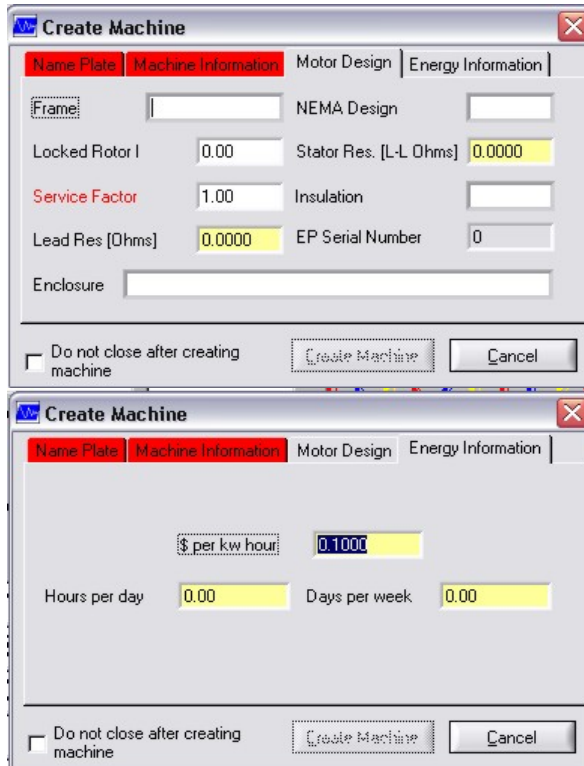 Create Machine
Name Plate Machine Information Motor Design Energy Information
Frame NEMA Design
Locked Rotor I 0.00 Stator Res. [L-L Ohms] 0.0000
Service Factor 1.00 Insulation
Lead Res [Ohms] 0.0000 EP Serial Number 0
Enclosure
Do not close after creating
machine
Create Machine Cancel
Create Machine
Name Plate Machine Information Motor Design Energy Information
$ per kw hour 0.1000
Hours per day 0.00 Days per week 0.00
Do not close after creating
machine
Create Machine Cancel